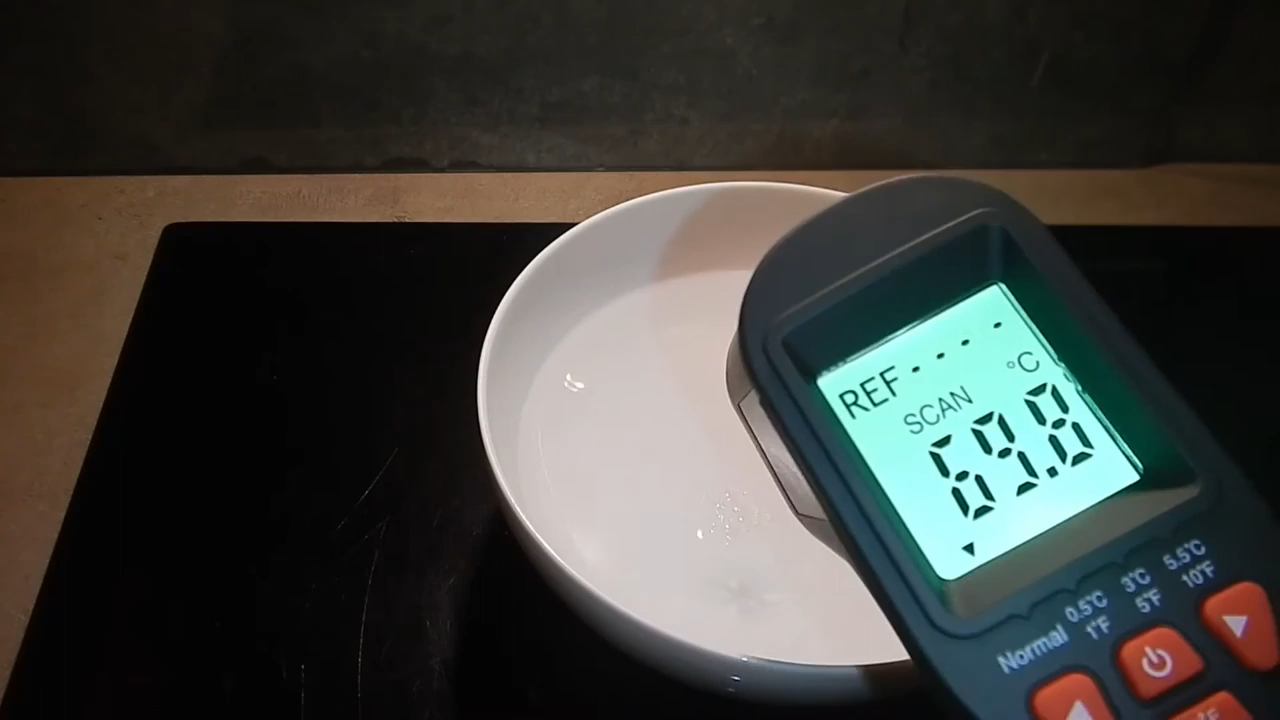 REF - - - -
SCAN °C
69.8
Normal 0.5°C 3°C 5.5°C
1°F 5°F 10°F
°F